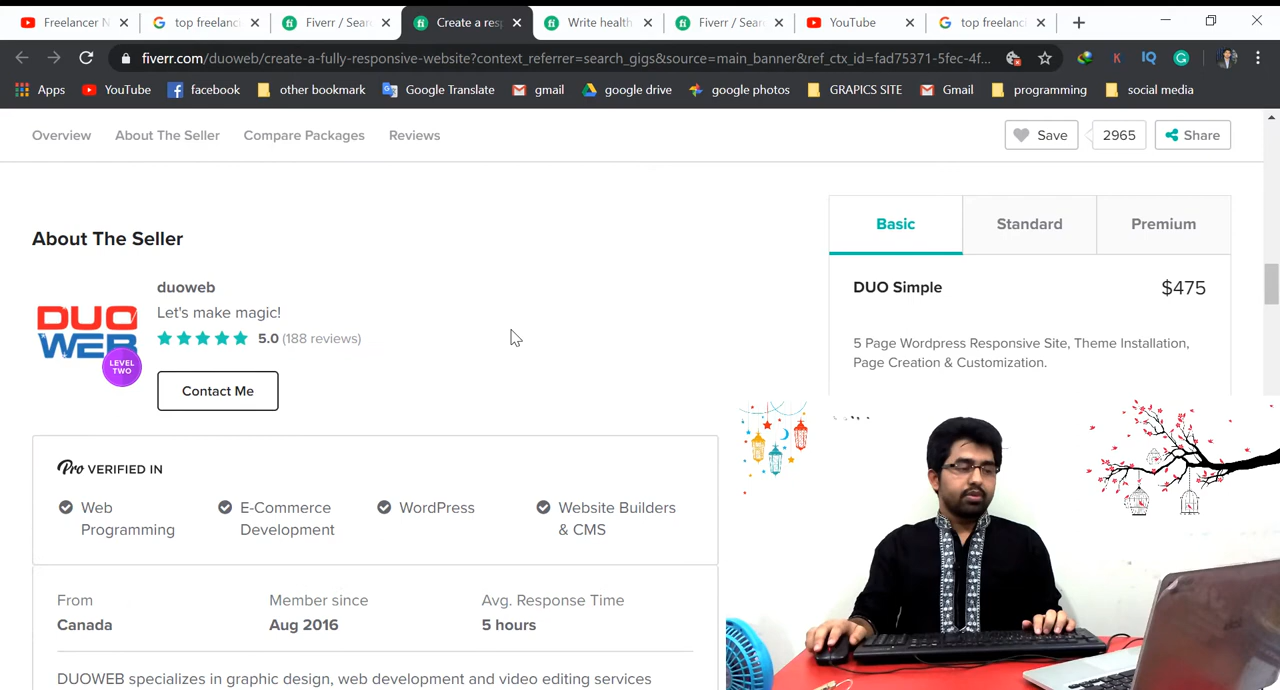 Freelancer N
top freelanc
Fiverr / Sear
Create a resp
Write health
Fiverr / Sear
YouTube
top freelanc
fiverr.com/duoweb/create-a-fully-responsive-website?context_referrer=search_gigs&source=main_banner&ref_ctx_id=fad75371-5fec-4f...
Apps
YouTube
facebook
other bookmark
Google Translate
gmail
google drive
google photos
GRAPICS SITE
Gmail
programming
social media
Overview
About The Seller
Compare Packages
Reviews
Save
2965
Share
Basic
Standard
Premium
About The Seller
duoweb
Let's make magic!
5.0 (188 reviews)
DUO
WEB
LEVEL
TWO
Contact Me
DUO Simple
$475
5 Page Wordpress Responsive Site, Theme Installation,
Page Creation & Customization.
Pro VERIFIED IN
Web
Programming
E-Commerce
Development
WordPress
Website Builders
& CMS
From
Canada
Member since
Aug 2016
Avg. Response Time
5 hours
DUOWEB specializes in graphic design, web development and video editing services